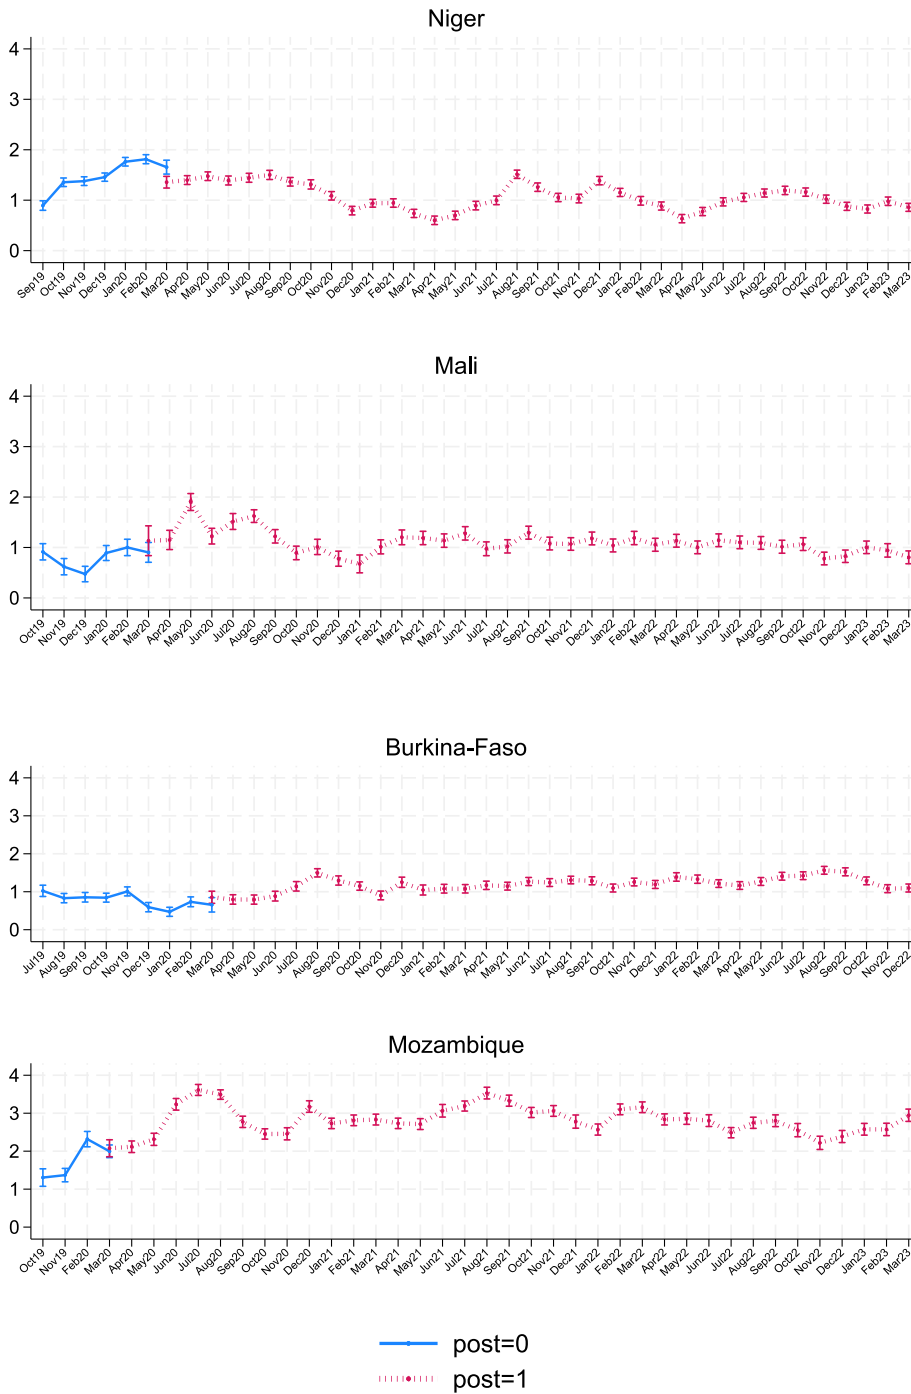 Niger
4
3
2
1
0
Sep19 Oct19 Nov19 Dec19 Jan20 Feb20 Mar20 Apr20 May20 Jun20 Jul20 Aug20 Sep20 Oct20 Nov20 Dec20 Jan21 Feb21 Mar21 Apr21 May21 Jun21 Jul21 Aug21 Sep21 Oct21 Nov21 Dec21 Jan22 Feb22 Mar22 Apr22 May22 Jun22 Jul22 Aug22 Sep22 Oct22 Nov22 Dec22 Jan23 Feb23 Mar23
Mali
4
3
2
1
0
Oct19 Nov19 Dec19 Jan20 Feb20 Mar20 Apr20 May20 Jun20 Jul20 Aug20 Sep20 Oct20 Nov20 Dec20 Jan21 Feb21 Mar21 Apr21 May21 Jun21 Jul21 Aug21 Sep21 Oct21 Nov21 Dec21 Jan22 Feb22 Mar22 Apr22 May22 Jun22 Jul22 Aug22 Sep22 Oct22 Nov22 Dec22 Jan23 Feb23 Mar23
Burkina-Faso
4
3
2
1
0
Jul19 Aug19 Sep19 Oct19 Nov19 Dec19 Jan20 Feb20 Mar20 Apr20 May20 Jun20 Jul20 Aug20 Sep20 Oct20 Nov20 Dec20 Jan21 Feb21 Mar21 Apr21 May21 Jun21 Jul21 Aug21 Sep21 Oct21 Nov21 Dec21 Jan22 Feb22 Mar22 Apr22 May22 Jun22 Jul22 Aug22 Sep22 Oct22 Nov22 Dec22
Mozambique
4
3
2
1
0
Oct19 Nov19 Feb20 Mar20 Apr20 May20 Jun20 Jul20 Aug20 Sep20 Oct20 Nov20 Dec20 Jan21 Feb21 Mar21 Apr21 May21 Jun21 Jul21 Aug21 Sep21 Oct21 Nov21 Dec21 Jan22 Feb22 Mar22 Apr22 May22 Jun22 Jul22 Aug22 Sep22 Oct22 Nov22 Dec22 Jan23 Feb23 Mar23
post=0
post=1